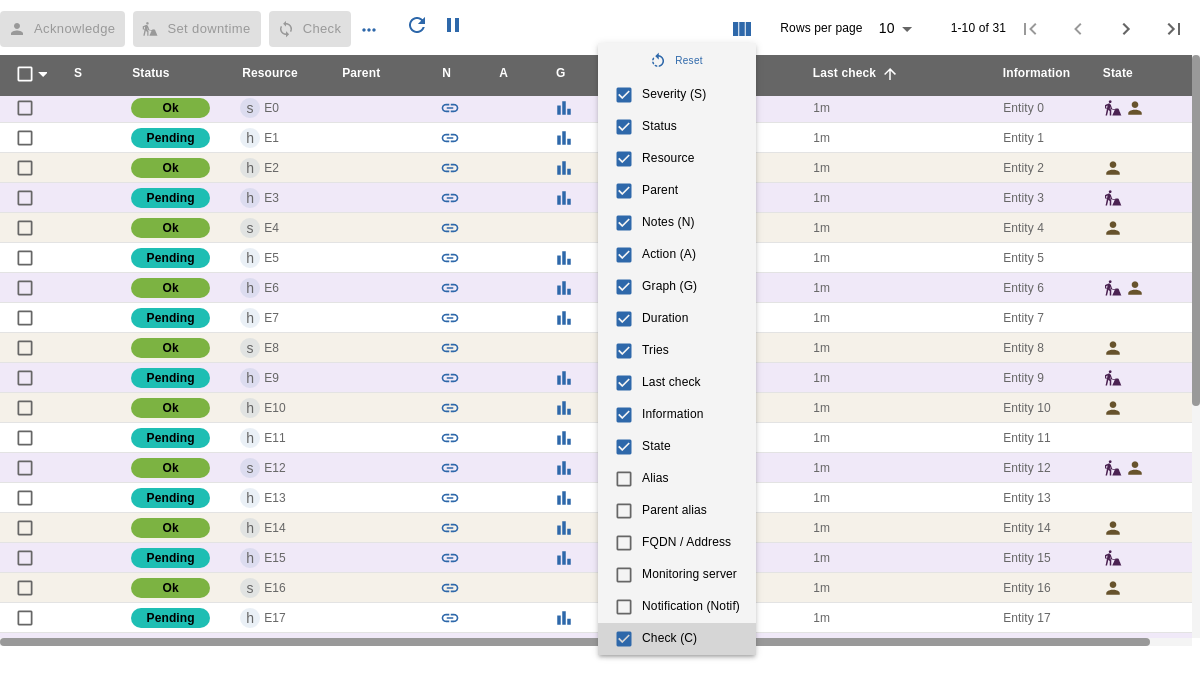 Acknowledge Set downtime Check Rows per page 10 1-10 of 31
S Status Resource Parent N A G Last check Information State
Reset
Severity (S)
Status
Resource
Parent
Notes (N)
Action (A)
Graph (G)
Duration
Tries
Last check
Information
State
Alias
Parent alias
FQDN / Address
Monitoring server
Notification (Notif)
Check (C)
Ok s E0 1m Entity 0
Pending h E1 1m Entity 1
Ok h E2 1m Entity 2
Pending h E3 1m Entity 3
Ok s E4 1m Entity 4
Pending h E5 1m Entity 5
Ok h E6 1m Entity 6
Pending h E7 1m Entity 7
Ok s E8 1m Entity 8
Pending h E9 1m Entity 9
Ok h E10 1m Entity 10
Pending h E11 1m Entity 11
Ok s E12 1m Entity 12
Pending h E13 1m Entity 13
Ok h E14 1m Entity 14
Pending h E15 1m Entity 15
Ok s E16 1m Entity 16
Pending h E17 1m Entity 17